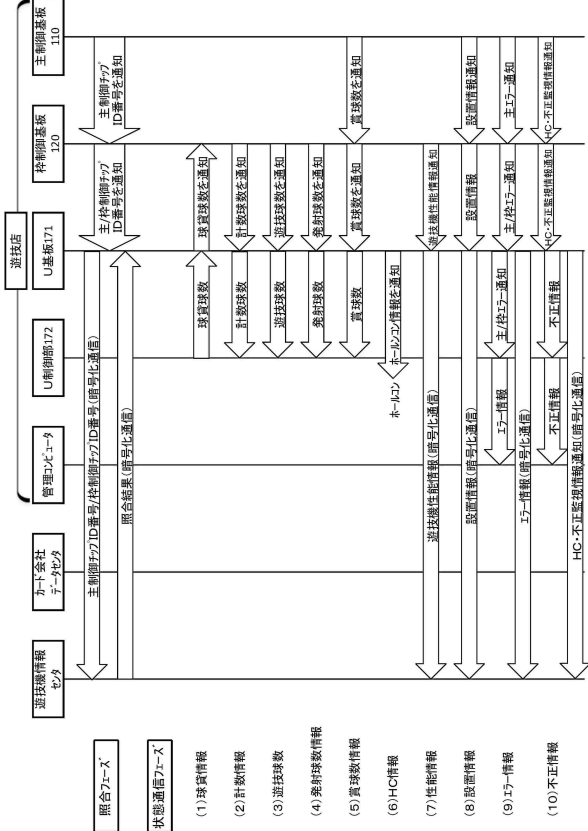 遊技店
遊技機情報
センタ
カード会社
データセンタ
管理コンピュータ
U制御部172
U基板171
枠制御基板
120
主制御基板
110
照合フェーズ
主制御チップID番号/枠制御チップID番号(暗号化通信)
主/枠制御チップ
ID番号を通知
主制御チップ
ID番号を通知
照合結果(暗号化通信)
状態通信フェーズ
(1)球貸情報
球貸球数
球貸球数を通知
(2)計数情報
計数球数
計数球数を通知
(3)遊技球数
遊技球数
遊技球数を通知
(4)発射球数情報
発射球数
発射球数を通知
(5)賞球数情報
賞球数
賞球数を通知
賞球数を通知
(6)HC情報
ホールコン
ホールンコン情報を通知
(7)性能情報
遊技機性能情報(暗号化通信)
遊技機性能情報通知
(8)設置情報
設置情報(暗号化通信)
設置情報
設置情報通知
(9)エラー情報
エラー情報
主/枠エラー通知
主/枠エラー通知
主エラー通知
エラー情報(暗号化通信)
(10)不正情報
不正情報
不正情報
HC・不正監視情報通知
HC・不正監視情報通知
HC・不正監視情報通知(暗号化通信)